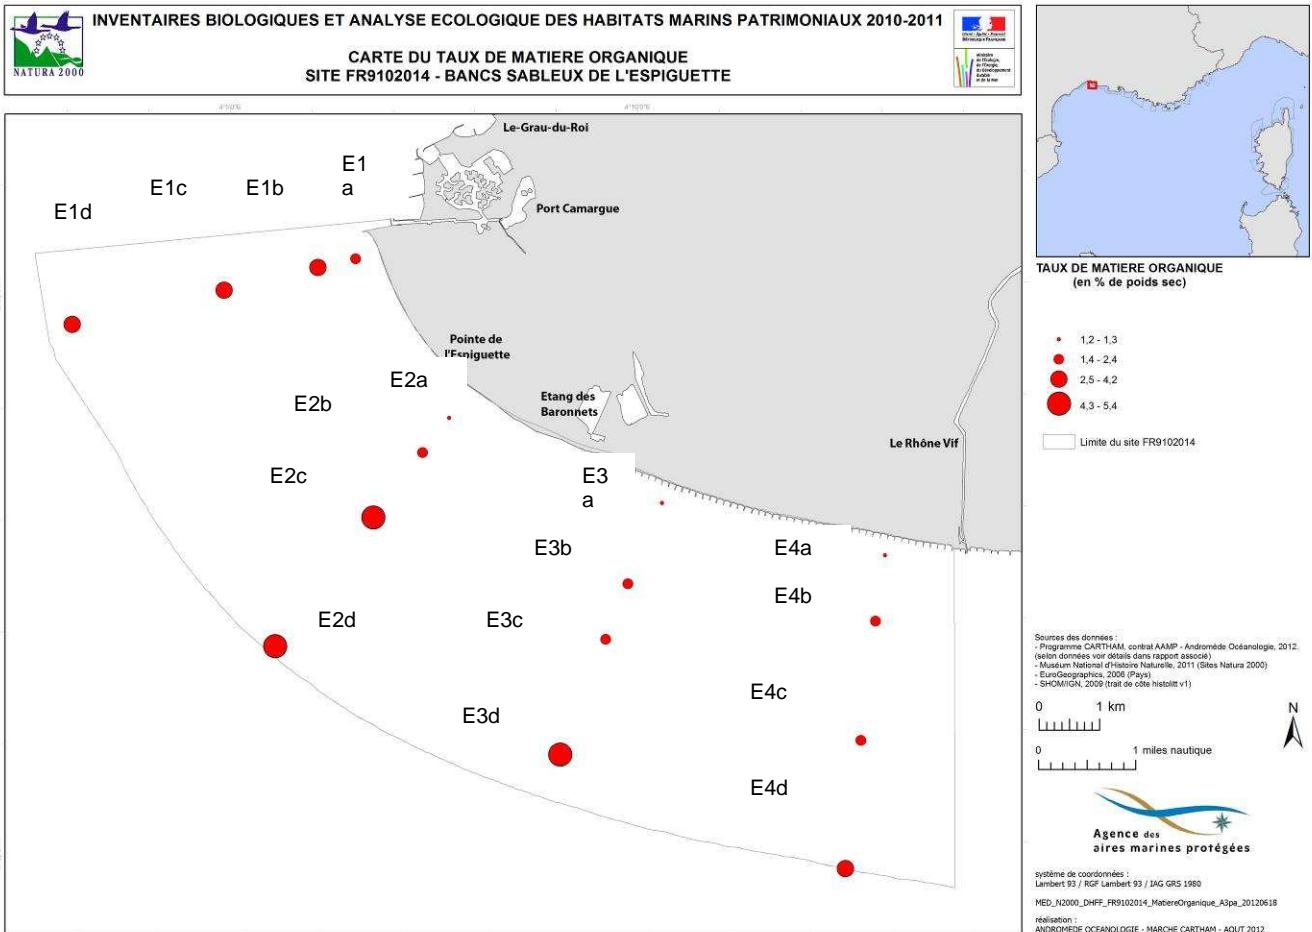 INVENTAIRES BIOLOGIQUES ET ANALYSE ECOLOGIQUE DES HABITATS MARINS PATRIMONIAUX 2010-2011
CARTE DU TAUX DE MATIERE ORGANIQUE
SITE FR9102014 - BANCS SABLEUX DE L'ESPIGUETTE
NATURA 2000
Le-Grau-du-Roi
E1
a
E1c
E1b
E1d
Port Camargue
Pointe de
l'Espiguette
E2a
E2b
Etang des
Baronnets
Le Rhône Vif
E2c
E3
a
E3b
E4a
E4b
E2d
E3c
E4c
E3d
E4d
TAUX DE MATIERE ORGANIQUE
(en % de poids sec)
1,2 - 1,3
1,4 - 2,4
2,5 - 4,2
4,3 - 5,4
Limite du site FR9102014
Sources des données :
- Programme CARTHAM, contrat AAMP - Andromède Océanologie, 2012.
(selon données voir détails dans rapport associé)
- Muséum National d'Histoire Naturelle, 2011 (Sites Natura 2000)
- EuroGeographics, 2006 (Pays)
- SHOM/IGN, 2009 (trait de côte histolitt v1)
0 1 km
N
0 1 miles nautique
Agence des
aires marines protégées
système de coordonnées :
Lambert 93 / RGF Lambert 93 / IAG GRS 1980
MED_N2000_DHFF_FR9102014_MatiereOrganique_A3pa_20120618
réalisation :
ANDROMEDE OCEANOLOGIE - MARCHE CARTHAM - AOUT 2012